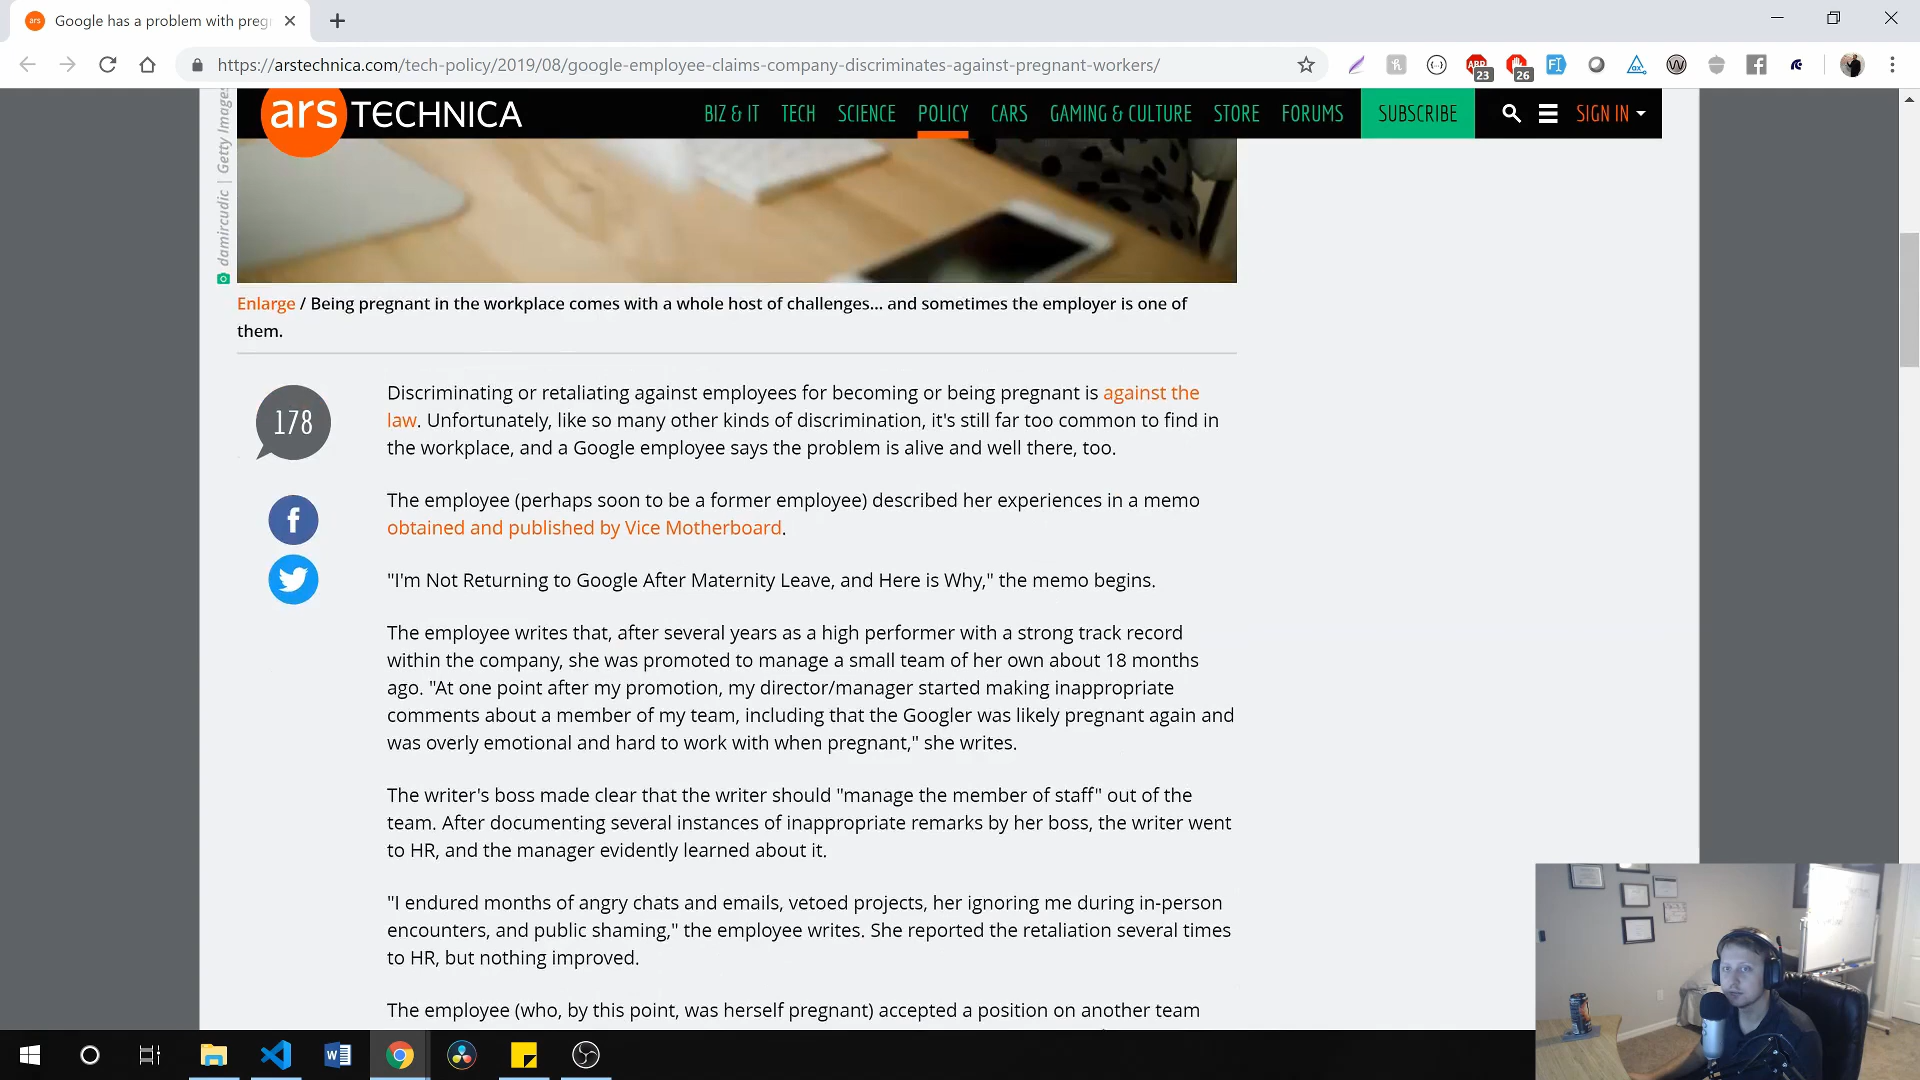 ars
Google has a problem with preg
https://arstechnica.com/tech-policy/2019/08/google-employee-claims-company-discriminates-against-pregnant-workers/
23
26
ars TECHNICA
BIZ & IT TECH SCIENCE POLICY CARS GAMING & CULTURE STORE FORUMS SUBSCRIBE SIGN IN
damircudic | Getty Images
Enlarge / Being pregnant in the workplace comes with a whole host of challenges... and sometimes the employer is one of
them.
178
Discriminating or retaliating against employees for becoming or being pregnant is against the
law. Unfortunately, like so many other kinds of discrimination, it's still far too common to find in
the workplace, and a Google employee says the problem is alive and well there, too.
The employee (perhaps soon to be a former employee) described her experiences in a memo
obtained and published by Vice Motherboard.
"I'm Not Returning to Google After Maternity Leave, and Here is Why," the memo begins.
The employee writes that, after several years as a high performer with a strong track record
within the company, she was promoted to manage a small team of her own about 18 months
ago. "At one point after my promotion, my director/manager started making inappropriate
comments about a member of my team, including that the Googler was likely pregnant again and
was overly emotional and hard to work with when pregnant," she writes.
The writer's boss made clear that the writer should "manage the member of staff" out of the
team. After documenting several instances of inappropriate remarks by her boss, the writer went
to HR, and the manager evidently learned about it.
"I endured months of angry chats and emails, vetoed projects, her ignoring me during in-person
encounters, and public shaming," the employee writes. She reported the retaliation several times
to HR, but nothing improved.
The employee (who, by this point, was herself pregnant) accepted a position on another team